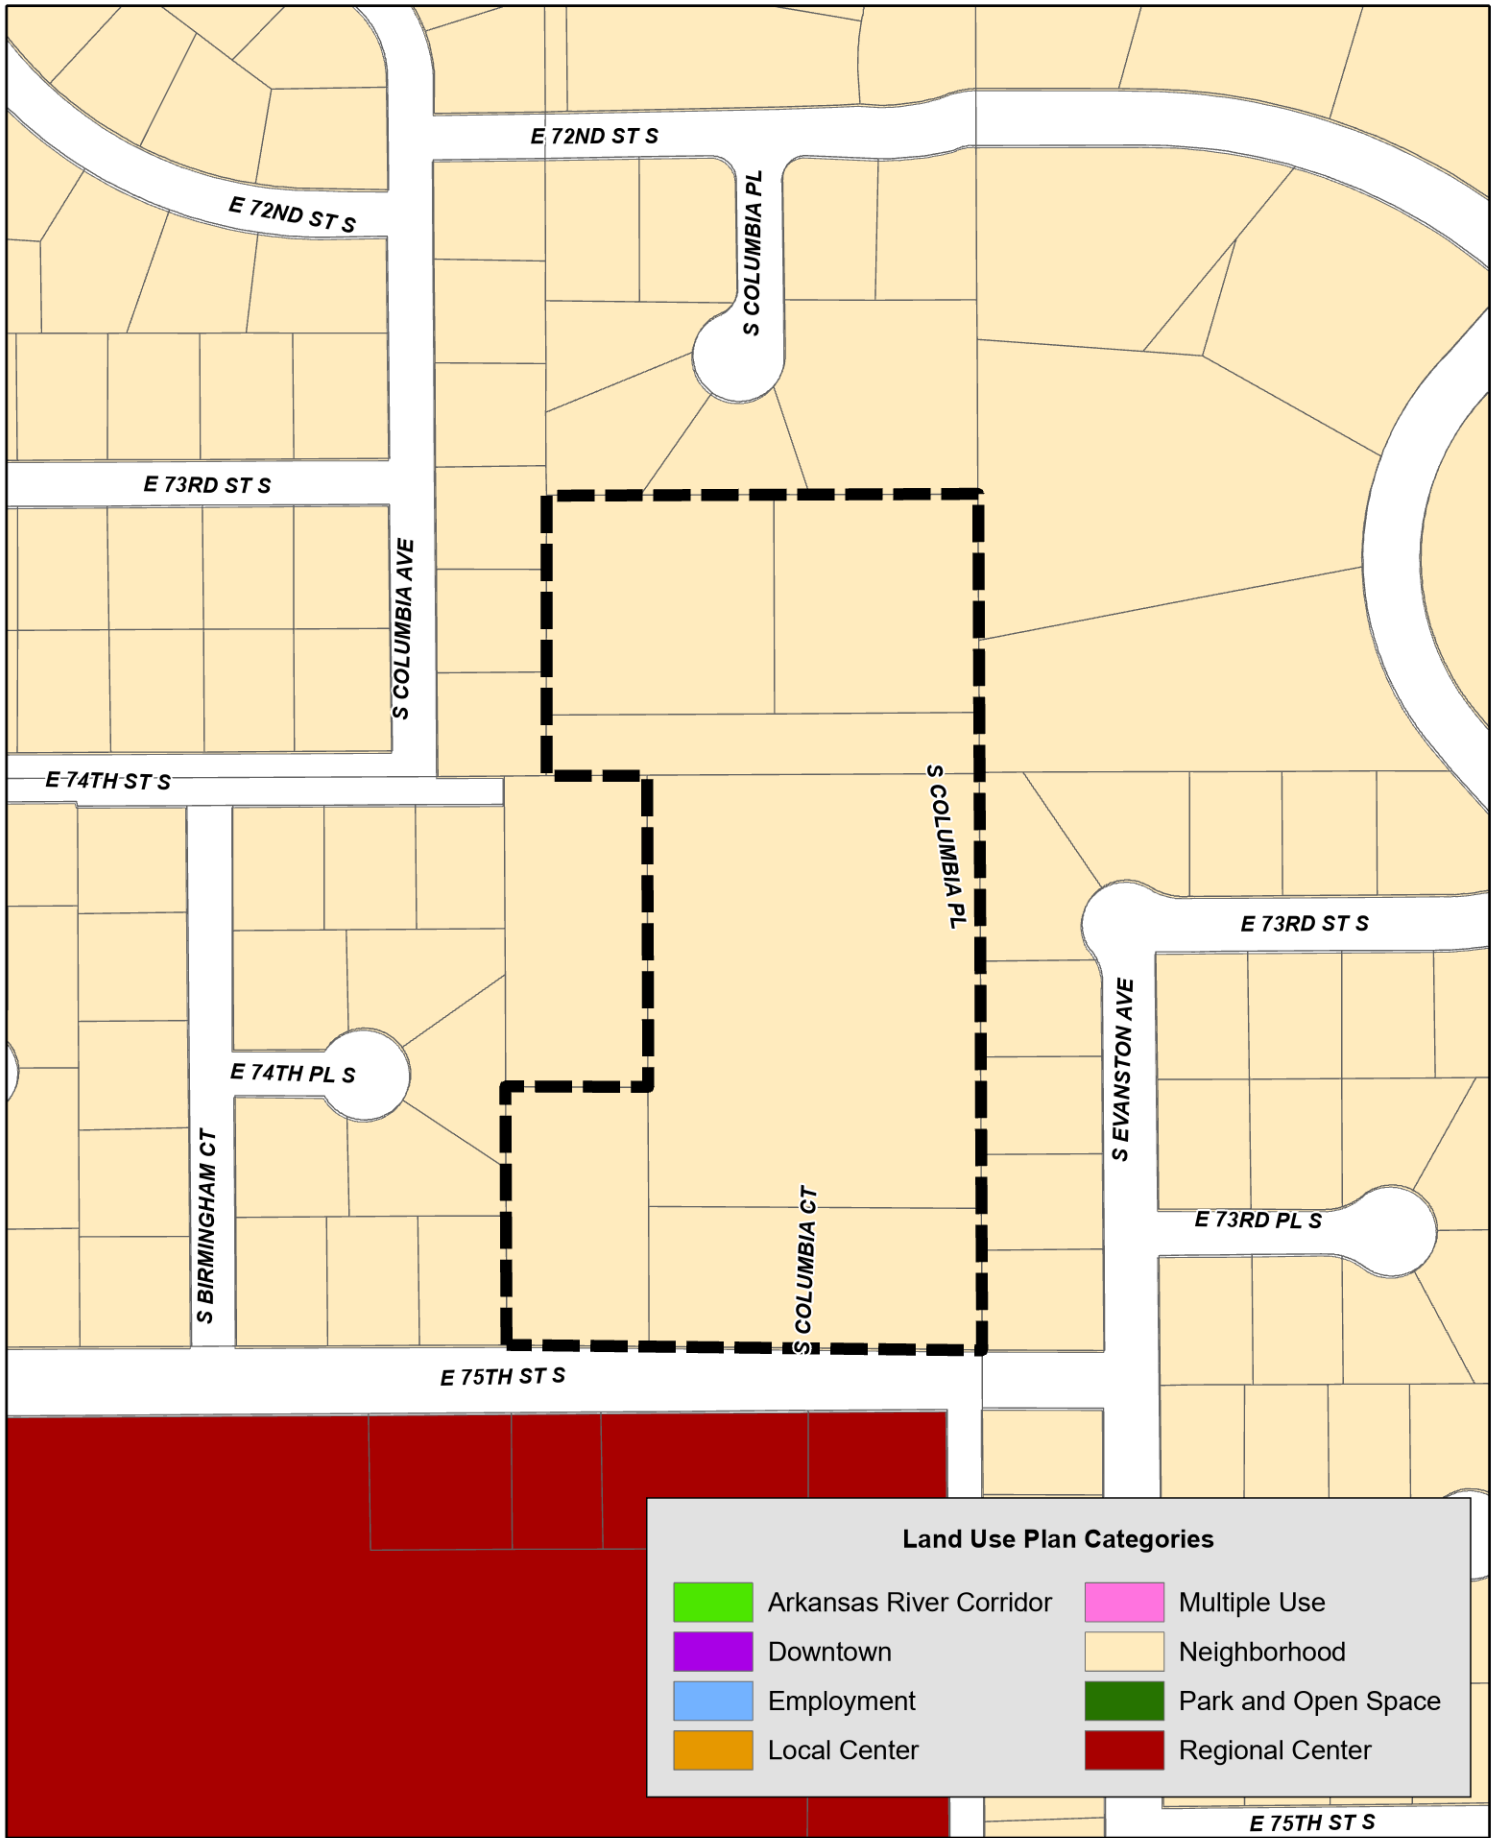 E 72ND ST S
E 72ND ST S
S COLUMBIA PL
E 73RD ST S
S COLUMBIA AVE
E 74TH ST S
S COLUMBIA PL
E 73RD ST S
S EVANSTON AVE
E 74TH PL S
S BIRMINGHAM CT
S COLUMBIA CT
E 73RD PL S
E 75TH ST S
Land Use Plan Categories
Arkansas River Corridor
Downtown
Employment
Local Center
Multiple Use
Neighborhood
Park and Open Space
Regional Center
E 75TH ST S